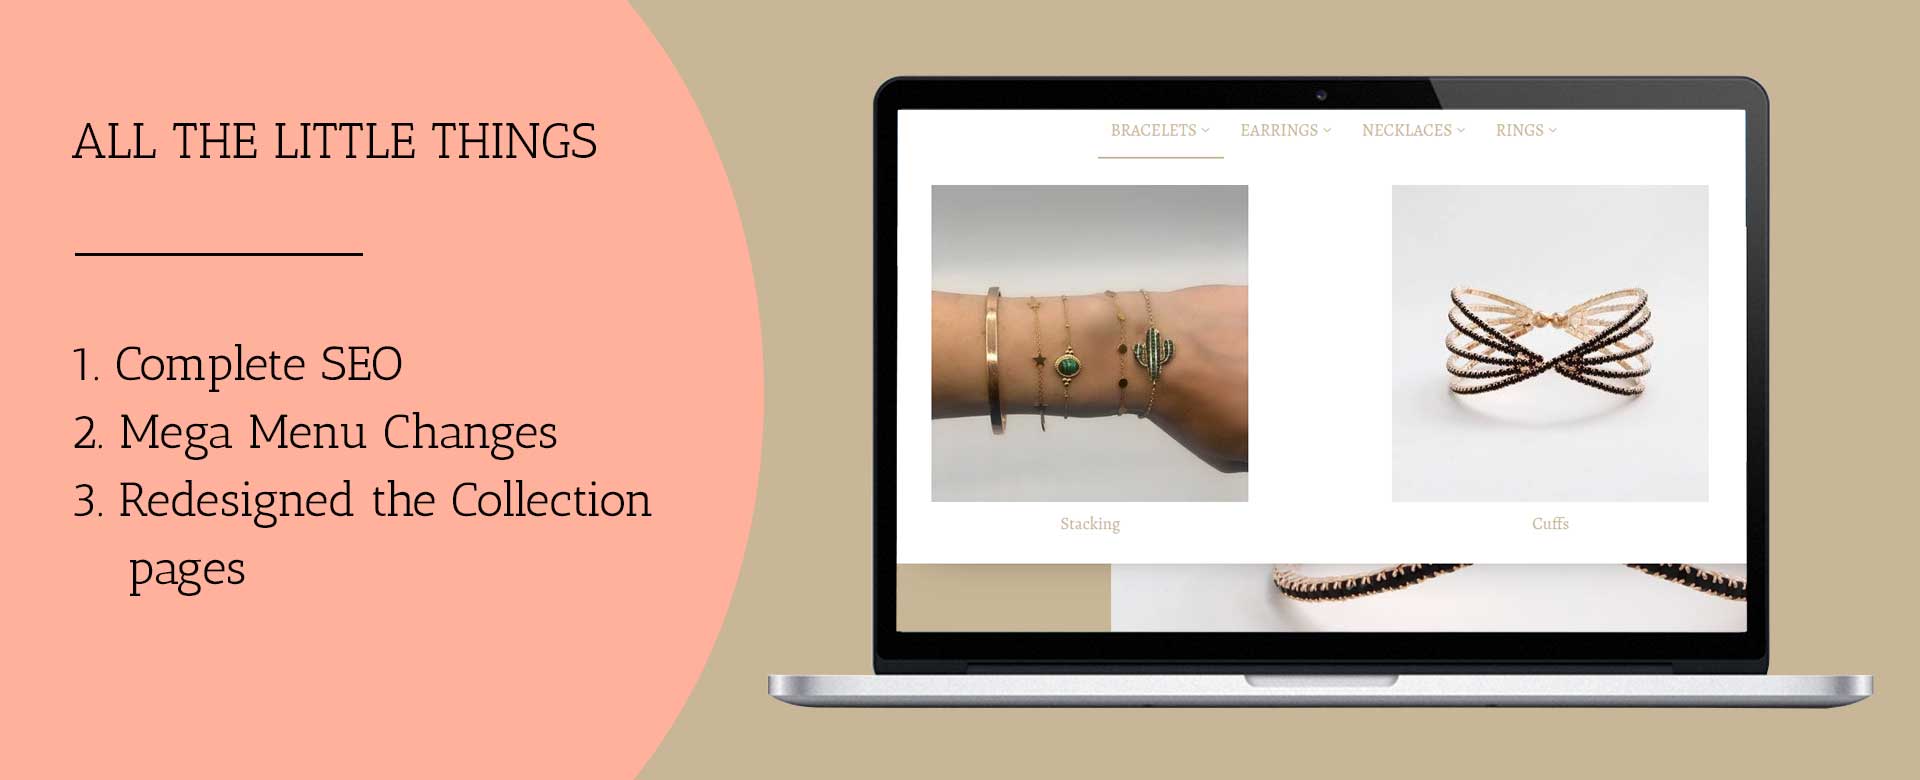 ALL THE LITTLE THINGS
1. Complete SEO
2. Mega Menu Changes
3. Redesigned the Collection
pages
BRACELETS EARRINGS NECKLACES RINGS
Stacking Cuffs